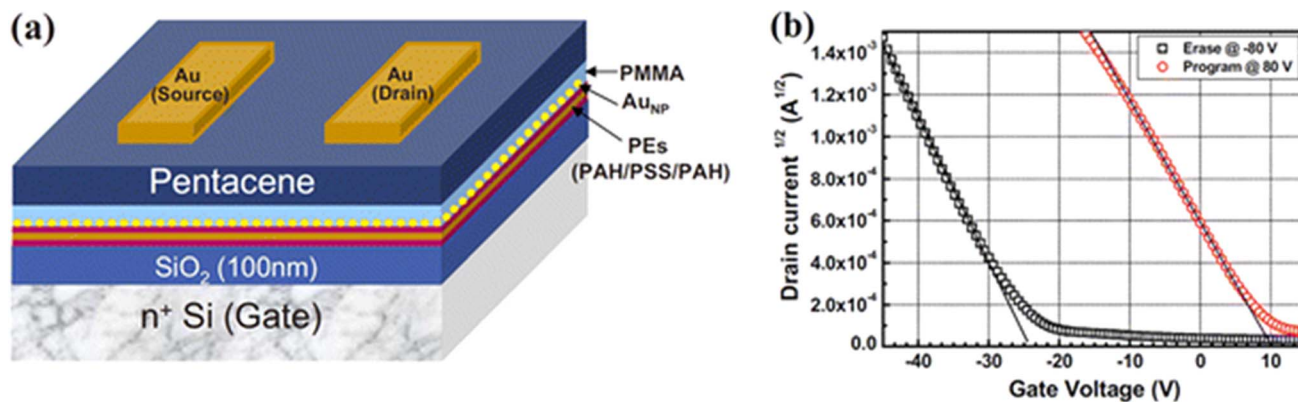 (a)
Au
(Source)
Au
(Drain)
PMMA
AuNP
PEs
(PAH/PSS/PAH)
Pentacene
SiO2 (100nm)
n+ Si (Gate)
(b)
Erase @ -80 V
Program @ 80 V
Drain current 1/2 (A1/2)
1.4x10-3
1.2x10-3
1.0x10-3
8.0x10-4
6.0x10-4
4.0x10-4
2.0x10-4
0.0
-40 -30 -20 -10 0 10
Gate Voltage (V)